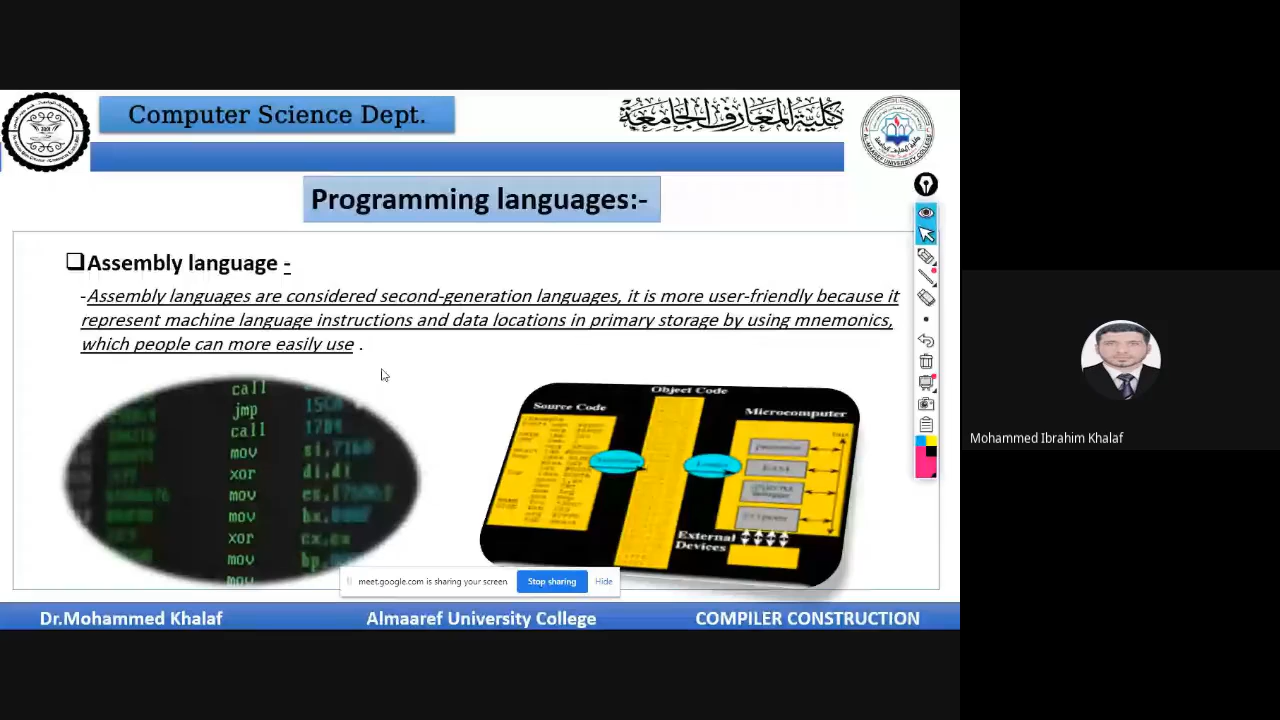 Computer Science Dept.
كلية المعارف الجامعة
Programming languages:-
Assembly language -
-Assembly languages are considered second-generation languages, it is more user-friendly because it
represent machine language instructions and data locations in primary storage by using mnemonics,
which people can more easily use .
call
jmp
call
mov
xor
mov
mov
xor
mov
mov
Object Code
Source Code
Microcomputer
External
Devices
meet.google.com is sharing your screen
Stop sharing
Hide
Mohammed Ibrahim Khalaf
Dr.Mohammed Khalaf
Almaaref University College
COMPILER CONSTRUCTION